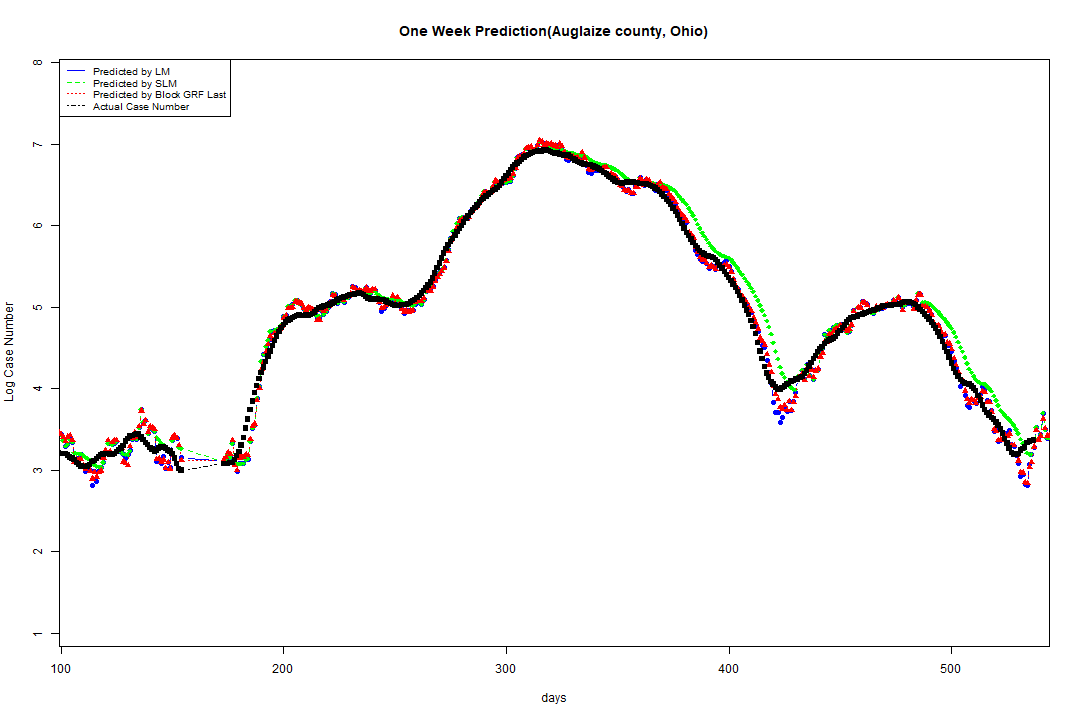 One Week Prediction(Auglaize county, Ohio)
Predicted by LM
Predicted by SLM
Predicted by Block GRF Last
Actual Case Number
8
7
6
5
4
3
2
1
Log Case Number
100 200 300 400 500
days